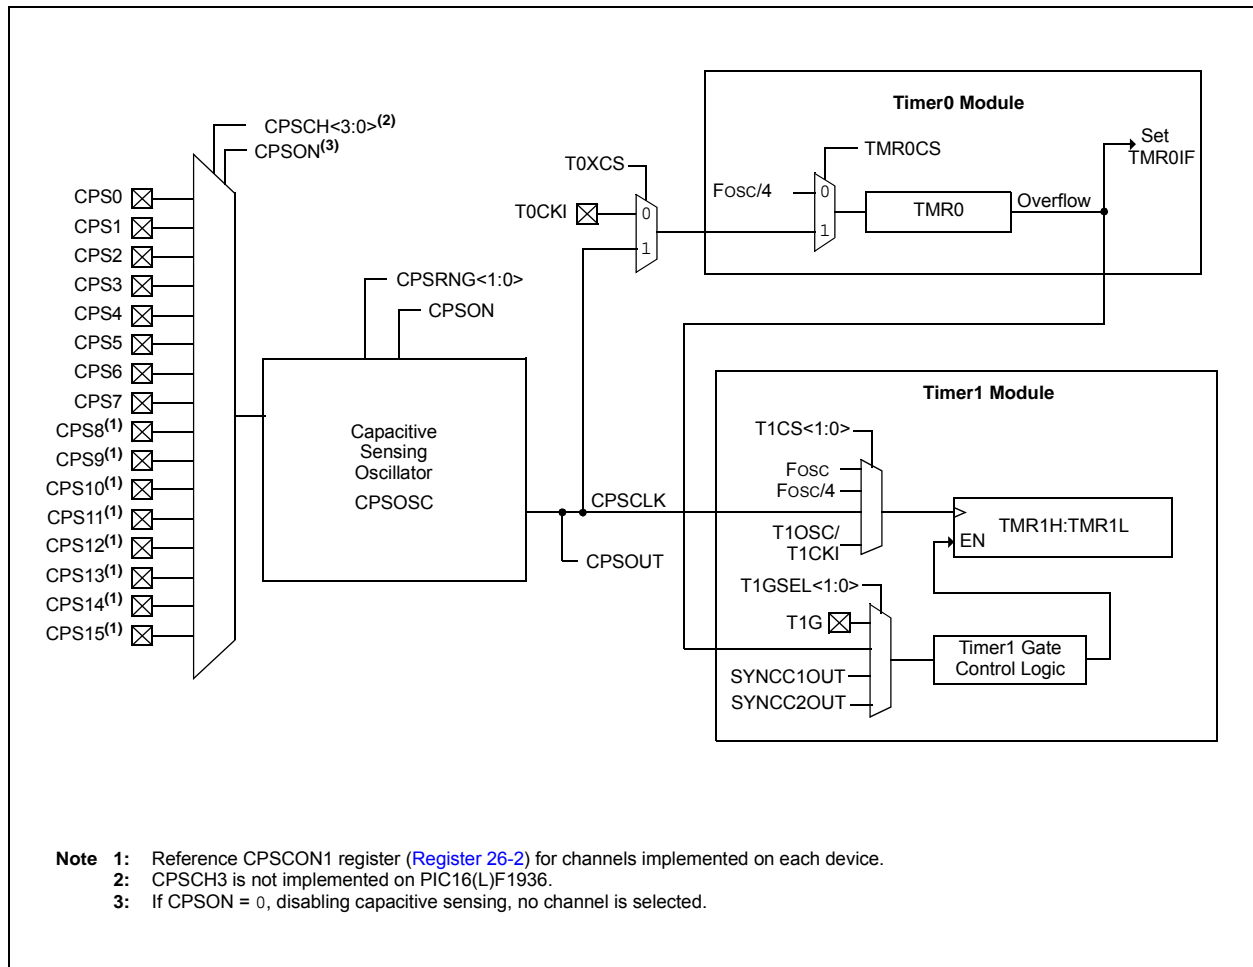 CPSCH<3:0>(2)
CPSON(3)
CPS0
CPS1
CPS2
CPS3
CPS4
CPS5
CPS6
CPS7
CPS8(1)
CPS9(1)
CPS10(1)
CPS11(1)
CPS12(1)
CPS13(1)
CPS14(1)
CPS15(1)
CPSRNG<1:0>
CPSON
Capacitive
Sensing
Oscillator
CPSOSC
CPSCLK
CPSOUT
T0XCS
T0CKI
0
1
Timer0 Module
TMR0CS
FOSC/4
0
1
TMR0
Overflow
Set
TMR0IF
Timer1 Module
T1CS<1:0>
FOSC
FOSC/4
T1OSC/
T1CKI
TMR1H:TMR1L
EN
T1GSEL<1:0>
T1G
SYNCC1OUT
SYNCC2OUT
Timer1 Gate
Control Logic
Note 1: Reference CPSCON1 register (Register 26-2) for channels implemented on each device.
2: CPSCH3 is not implemented on PIC16(L)F1936.
3: If CPSON = 0, disabling capacitive sensing, no channel is selected.